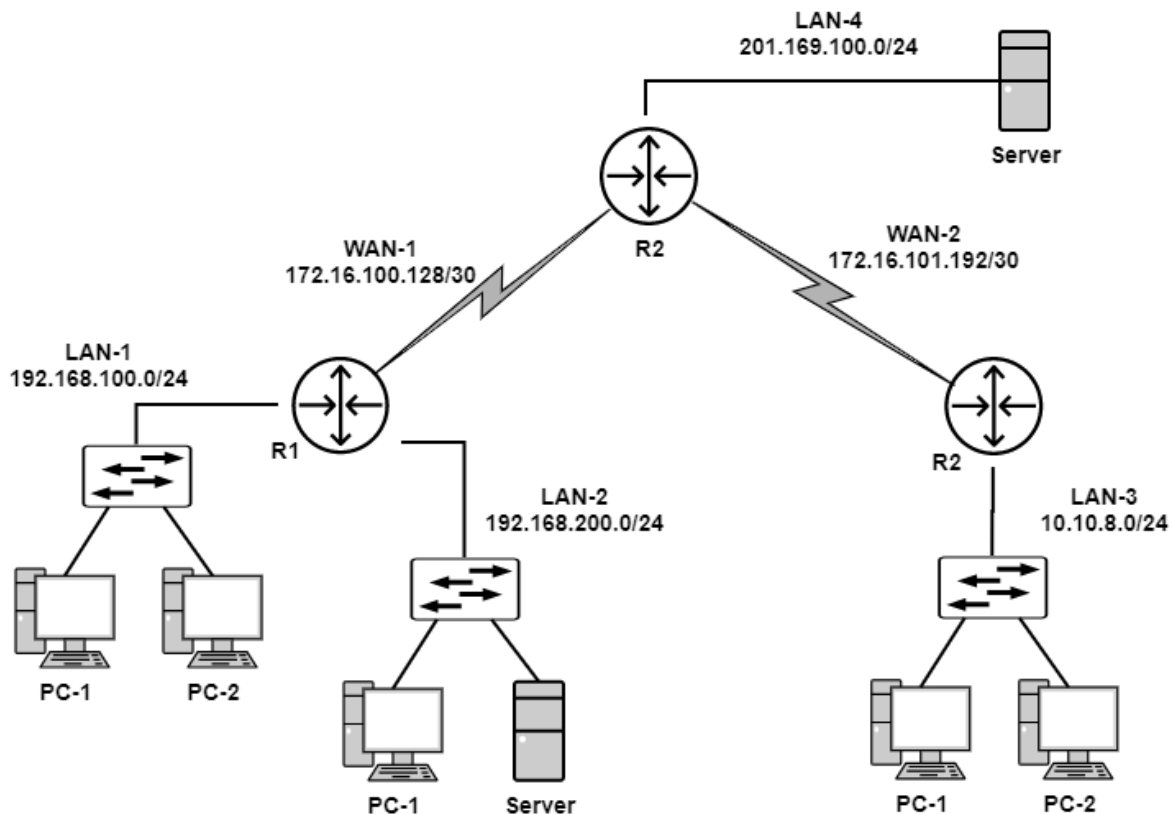 LAN-4
201.169.100.0/24
Server
R2
WAN-1
172.16.100.128/30
WAN-2
172.16.101.192/30
LAN-1
192.168.100.0/24
R1
R2
LAN-2
192.168.200.0/24
LAN-3
10.10.8.0/24
PC-1
PC-2
PC-1
Server
PC-1
PC-2